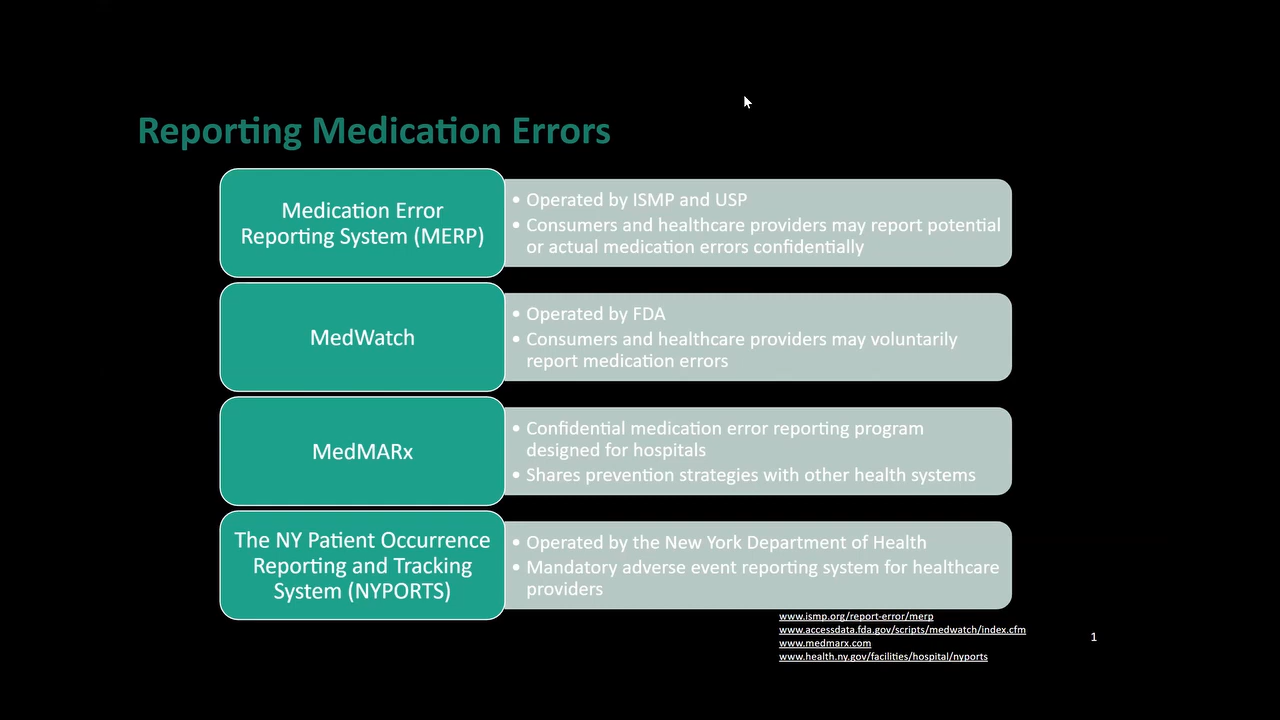 Reporting Medication Errors
Medication Error
Reporting System (MERP)
• Operated by ISMP and USP
• Consumers and healthcare providers may report potential
or actual medication errors confidentially
MedWatch
• Operated by FDA
• Consumers and healthcare providers may voluntarily
report medication errors
MedMARx
• Confidential medication error reporting program
designed for hospitals
• Shares prevention strategies with other health systems
The NY Patient Occurrence
Reporting and Tracking
System (NYPORTS)
• Operated by the New York Department of Health
• Mandatory adverse event reporting system for healthcare
providers
www.ismp.org/report-error/merp
www.accessdata.fda.gov/scripts/medwatch/index.cfm
www.medmarx.com
www.health.ny.gov/facilities/hospital/nyports
1